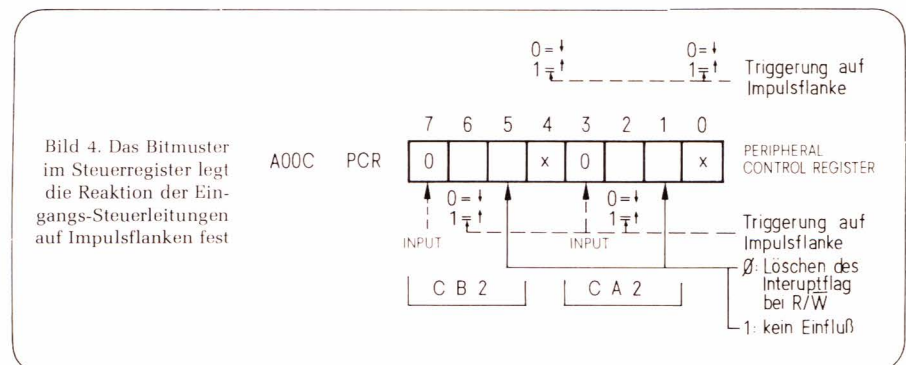 0=↓ 0=↓
1=↑ 1=↑ Triggerung auf
Impulsflanke
7 6 5 4 3 2 1 0
Bild 4. Das Bitmuster
im Steuerregister legt
die Reaktion der Ein-
gangs-Steuerleitungen
auf Impulsflanken fest
A00C PCR 0 x 0 x PERIPHERAL
CONTROL REGISTER
0=↓ 0=↓
1=↑ 1=↑ Triggerung auf
Impulsflanke
INPUT INPUT
Ø: Löschen des
Interuptflag
bei R/W̅
1: kein Einfluß
CB2 CA2